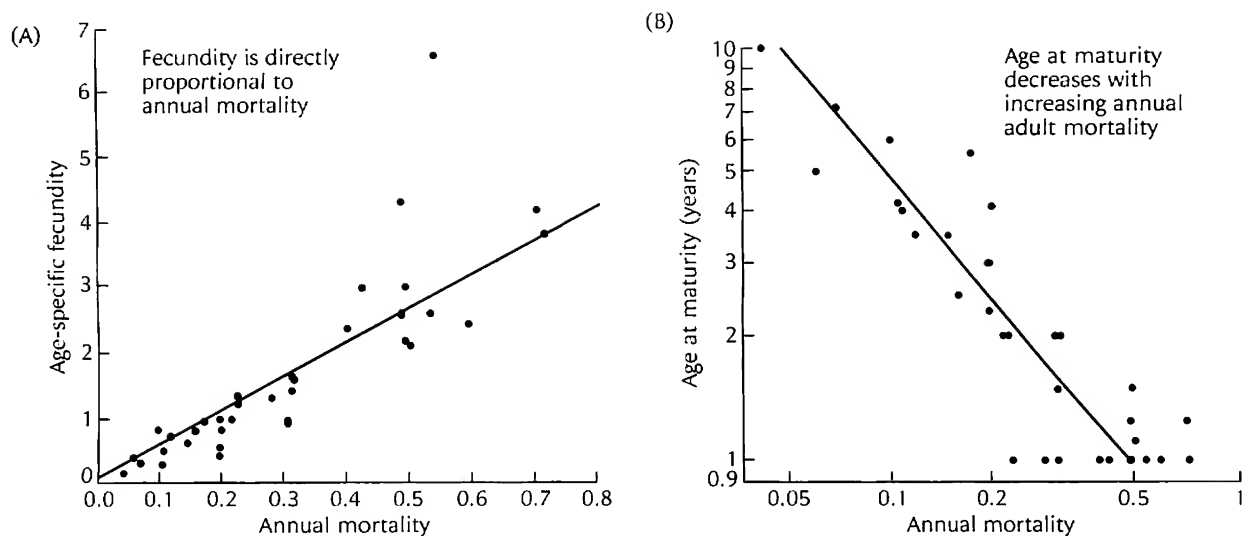 (A)
Fecundity is directly
proportional to
annual mortality
Age-specific fecundity
7
6
5
4
3
2
1
0
0.0 0.1 0.2 0.3 0.4 0.5 0.6 0.7 0.8
Annual mortality
(B)
Age at maturity
decreases with
increasing annual
adult mortality
Age at maturity (years)
10
9
8
7
6
5
4
3
2
1
0.9
0.05 0.1 0.2 0.5 1
Annual mortality